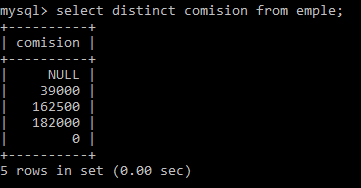 mysql> select distinct comision from emple;
+----------+
| comision |
+----------+
|     NULL |
|    39000 |
|   162500 |
|   182000 |
|        0 |
+----------+
5 rows in set (0.00 sec)